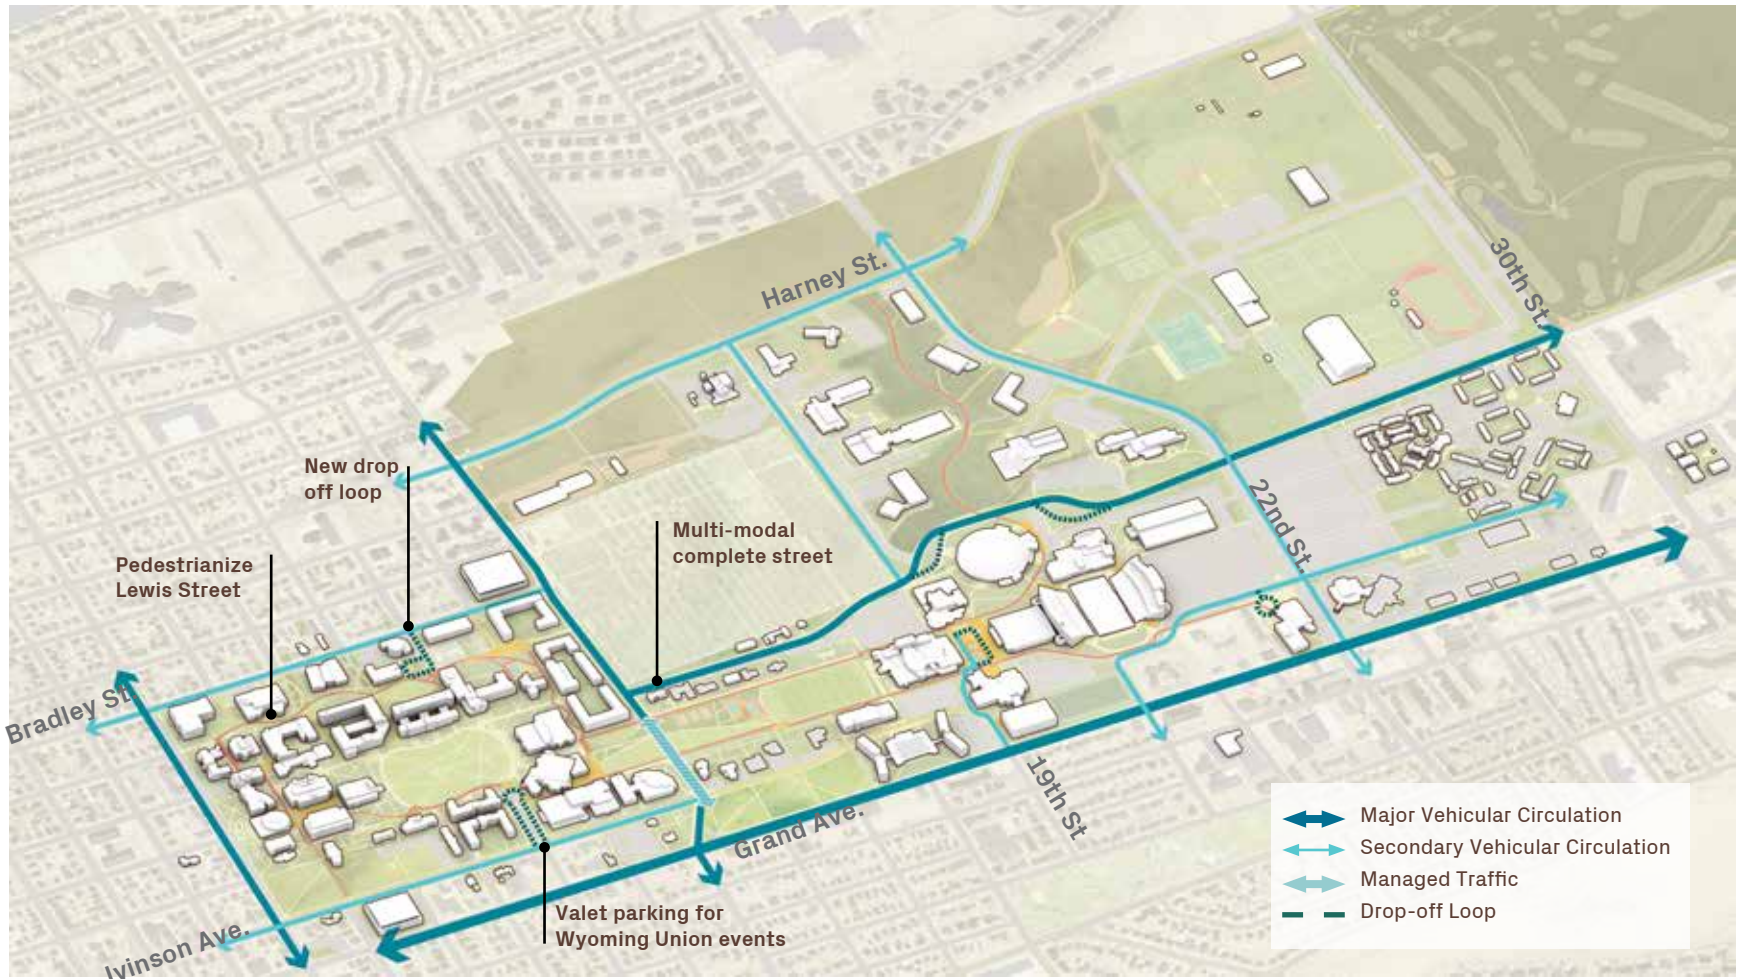 Harney St.
30th St.
New drop
off loop
Multi-modal
complete street
22nd St.
Pedestrianize
Lewis Street
Bradley St.
19th St
Grand Ave.
Ivinson Ave.
Valet parking for
Wyoming Union events
Major Vehicular Circulation
Secondary Vehicular Circulation
Managed Traffic
Drop-off Loop